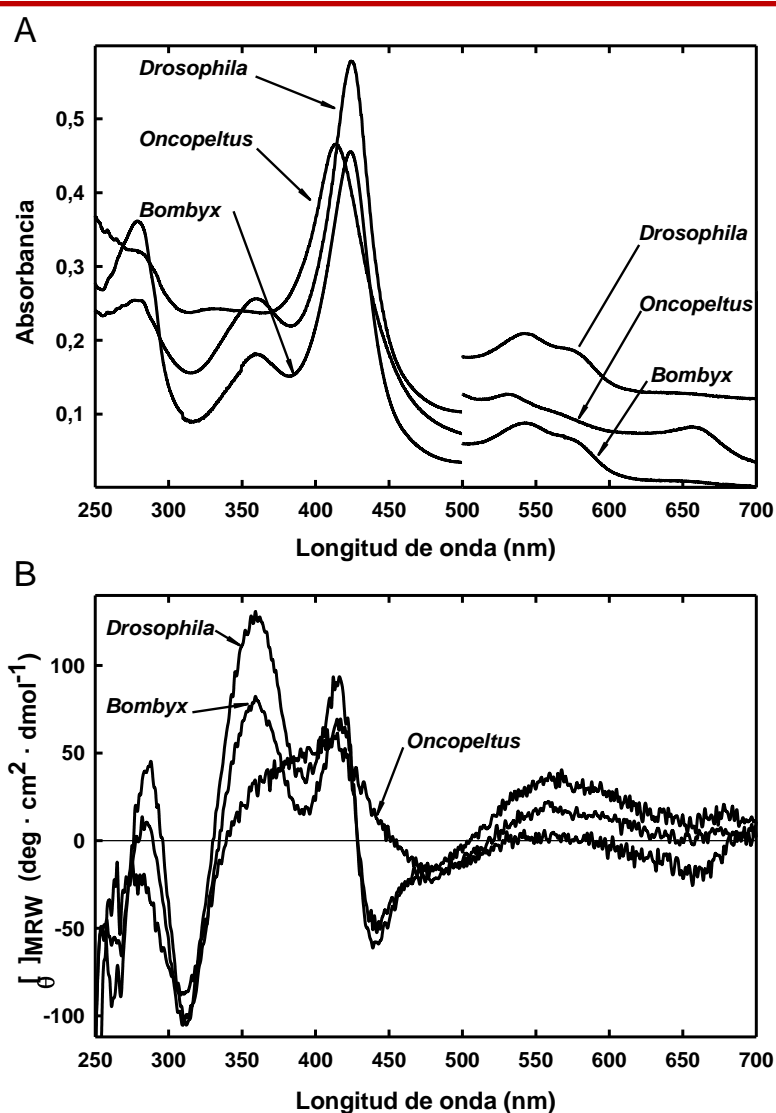 A
Absorbancia
0,5
0,4
0,3
0,2
0,1
Drosophila
Oncopeltus
Bombyx
Drosophila
Oncopeltus
Bombyx
250 300 350 400 450 500 550 600 650 700
Longitud de onda (nm)
B
[θ]MRW (deg · cm² · dmol⁻¹)
100
50
0
-50
-100
Drosophila
Bombyx
Oncopeltus
250 300 350 400 450 500 550 600 650 700
Longitud de onda (nm)